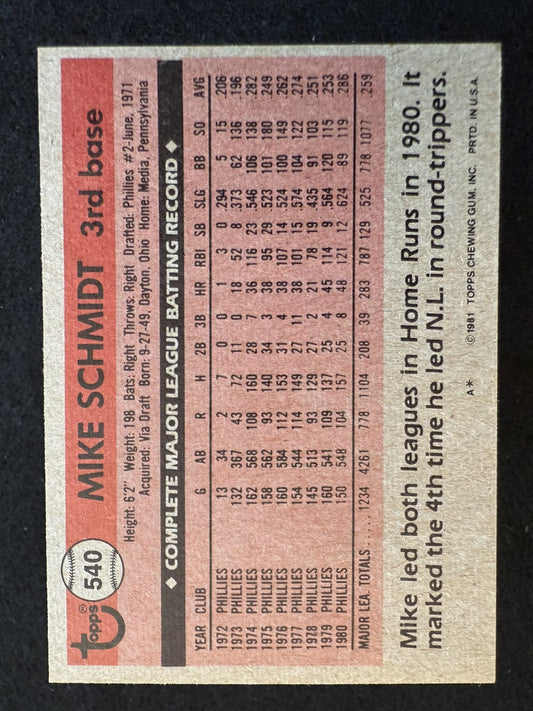 topps® 540 MIKE SCHMIDT 3rd base
Height: 6'2" Weight: 198 Bats: Right Throws: Right Drafted: Phillies #2-June, 1971
Acquired: Via Draft Born: 9-27-49, Dayton, Ohio Home: Media, Pennsylvania
◆ COMPLETE MAJOR LEAGUE BATTING RECORD ◆
YEAR CLUB G AB R H 2B 3B HR RBI SB SLG BB SO AVG
1972 PHILLIES 13 34 2 7 0 0 1 3 0 .294 5 15 .206
1973 PHILLIES 132 367 43 72 11 0 18 52 8 .373 62 136 .196
1974 PHILLIES 162 568 108 160 28 7 36 116 23 .546 106 138 .282
1975 PHILLIES 158 562 93 140 34 3 38 95 29 .523 101 180 .249
1976 PHILLIES 160 584 112 153 31 4 38 107 14 .524 100 149 .262
1977 PHILLIES 154 544 114 149 27 11 38 101 15 .574 104 122 .274
1978 PHILLIES 145 513 93 129 27 2 21 78 19 .435 91 103 .251
1979 PHILLIES 160 541 109 137 25 4 45 114 9 .564 120 115 .253
1980 PHILLIES 150 548 104 157 25 8 48 121 12 .624 89 119 .286
MAJOR LEA. TOTALS ..... 1234 4261 778 1104 208 39 283 787 129 .525 778 1077 .259
Mike led both leagues in Home Runs in 1980. It
marked the 4th time he led N.L. in round-trippers.
A* ©1981 TOPPS CHEWING GUM, INC. PRTD. IN U.S.A.